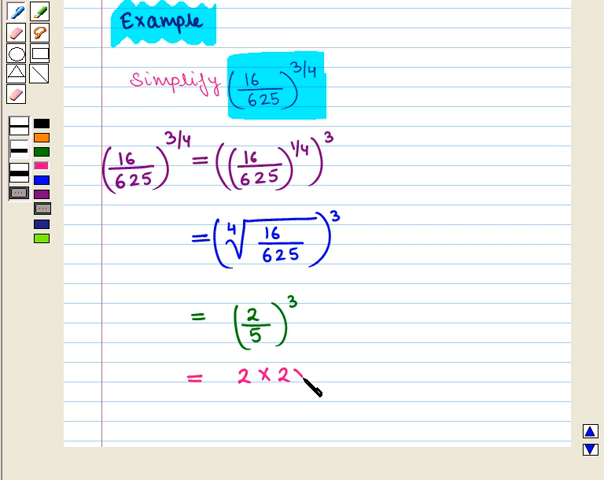 Example
Simplify (16/625)^3/4
(16/625)^3/4 = ((16/625)^1/4)^3
= (∜(16/625))^3
= (2/5)^3
= 2 × 2